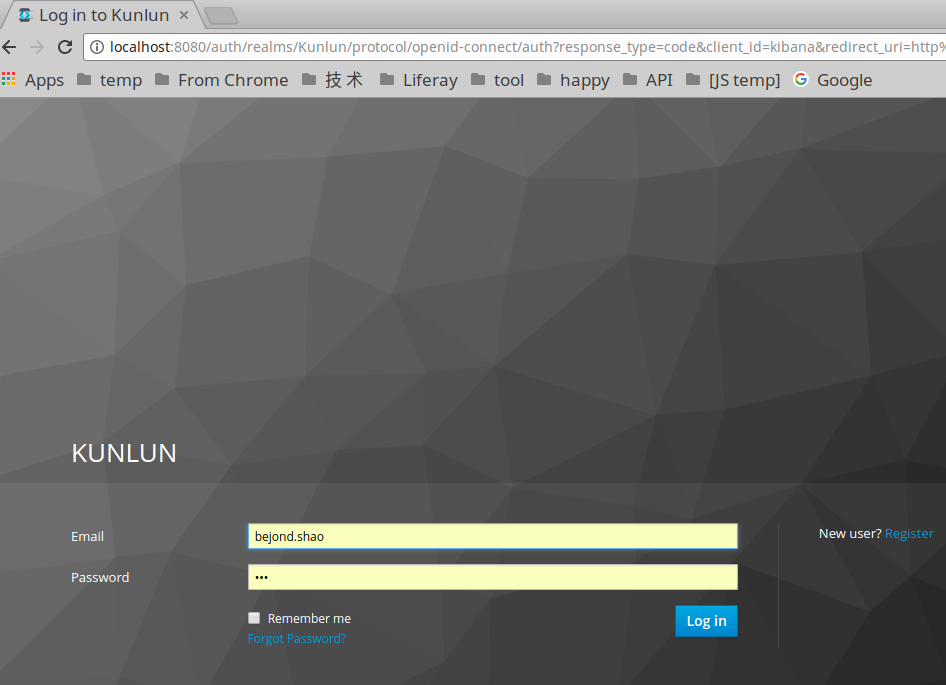 Log in to Kunlun
localhost:8080/auth/realms/Kunlun/protocol/openid-connect/auth?response_type=code&client_id=kibana&redirect_uri=http%
Apps temp From Chrome 技 术 Liferay tool happy API [JS temp] Google
KUNLUN
Email bejond.shao New user? Register
Password •••
Remember me Log in
Forgot Password?